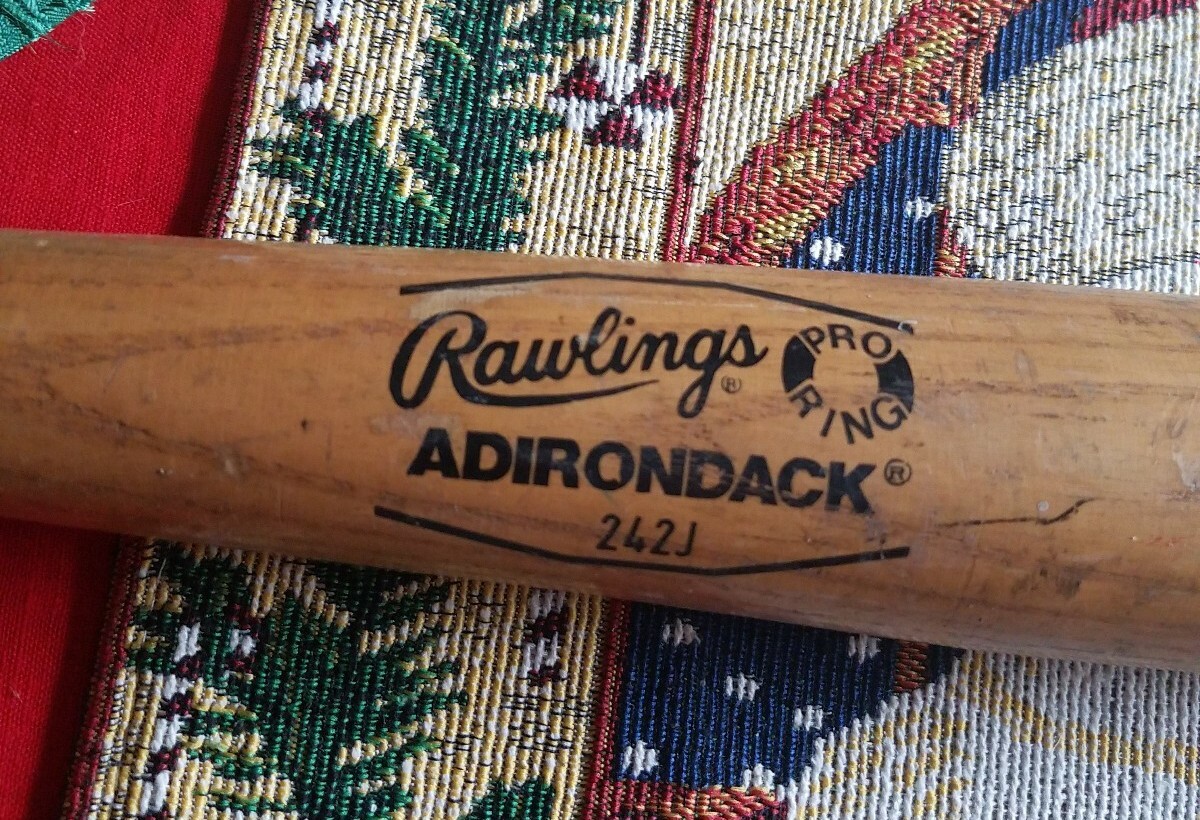 Rawlings®
PRO
RING
ADIRONDACK®
242J